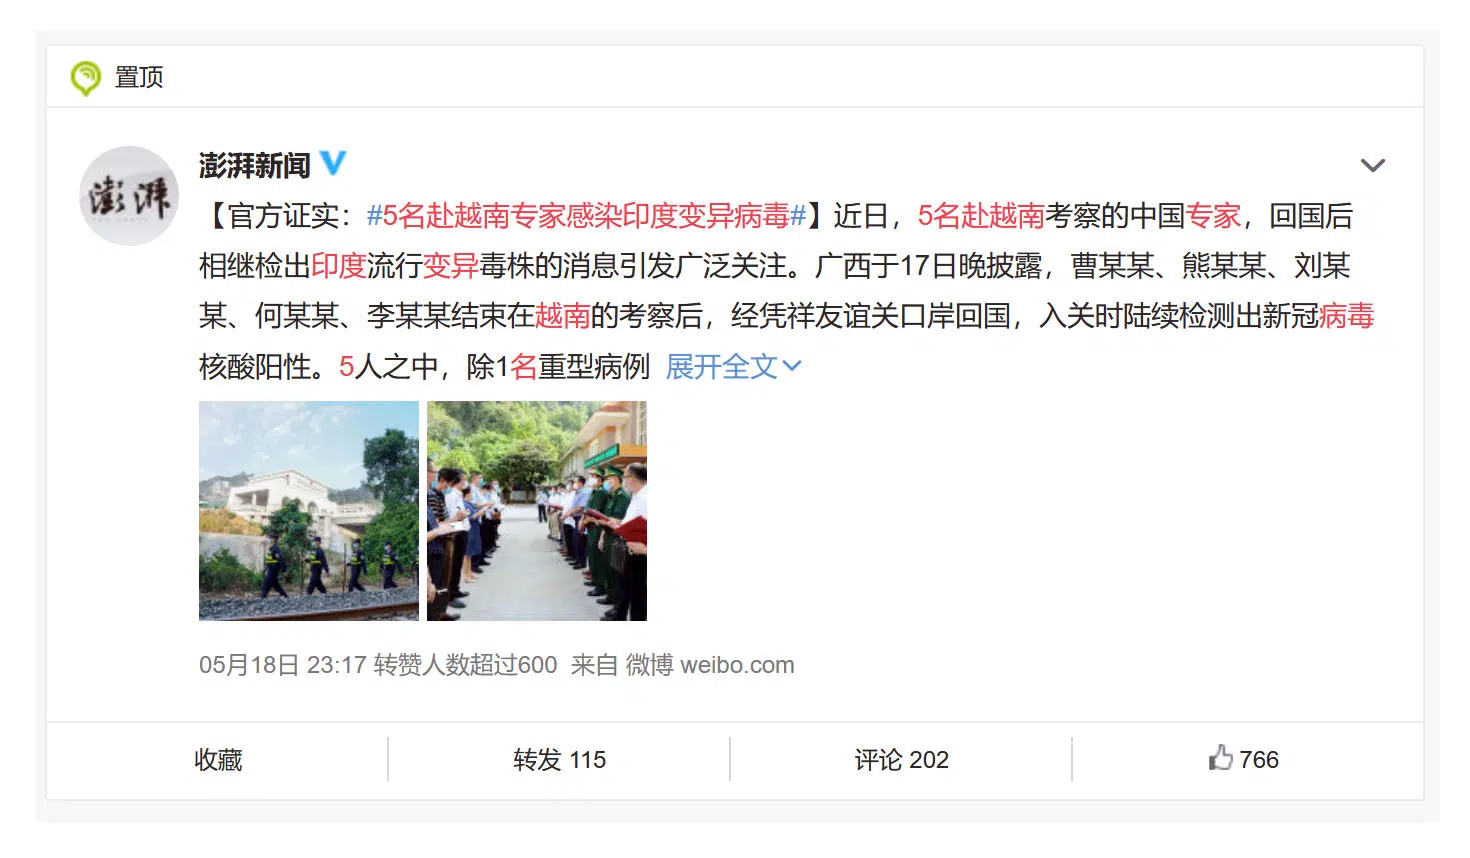 置顶
澎湃
澎湃新闻
【官方证实：#5名赴越南专家感染印度变异病毒#】近日，5名赴越南考察的中国专家，回国后
相继检出印度流行变异毒株的消息引发广泛关注。广西于17日晚披露，曹某某、熊某某、刘某
某、何某某、李某某结束在越南的考察后，经凭祥友谊关口岸回国，入关时陆续检测出新冠病毒
核酸阳性。5人之中，除1名重型病例 展开全文
05月18日 23:17 转赞人数超过600 来自 微博 weibo.com
收藏
转发 115
评论 202
766